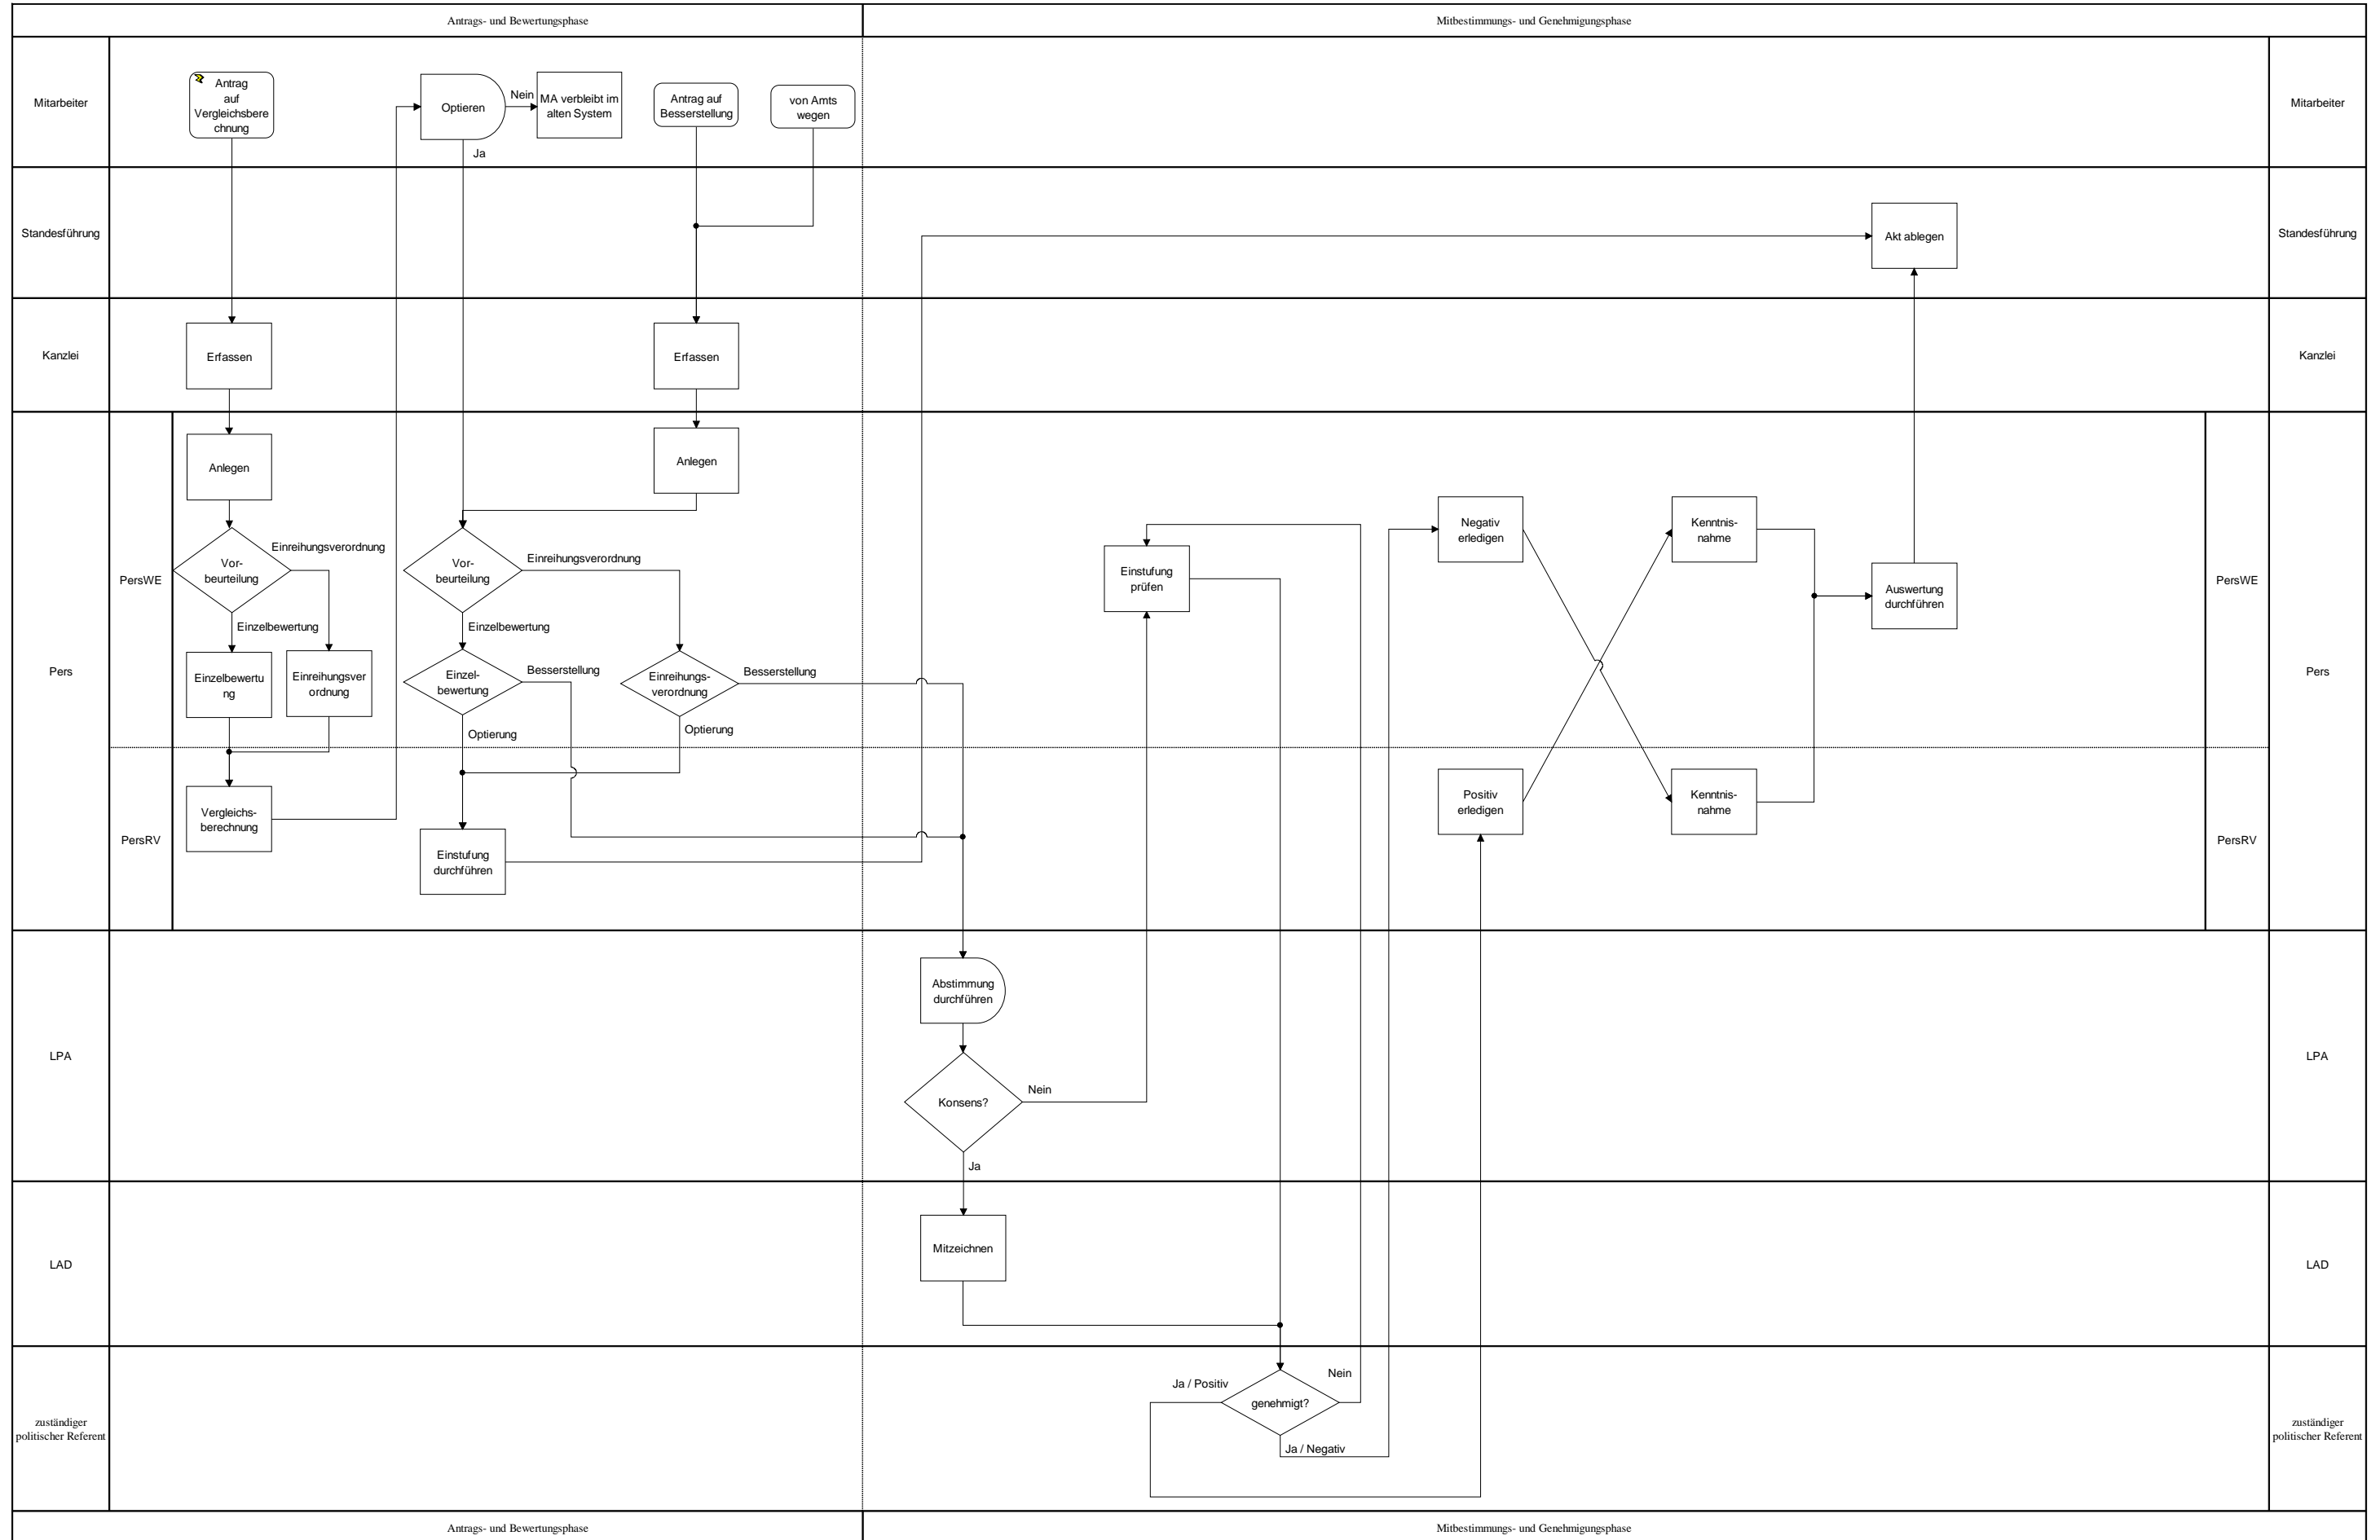 Antrags- und Bewertungsphase
Mitbestimmungs- und Genehmigungsphase
Mitarbeiter
Antrag
auf
Vergleichsbere
chnung
Optieren
Nein
MA verbleibt im
alten System
Antrag auf
Besserstellung
von Amts
wegen
Mitarbeiter
Ja
Standesführung
Akt ablegen
Standesführung
Kanzlei
Erfassen
Erfassen
Kanzlei
Pers
PersWE
Anlegen
Anlegen
Vor-
beurteilung
Einreihungsverordnung
Einzelbewertung
Einzelbewertu
ng
Einreihungsver
ordnung
Vor-
beurteilung
Einreihungsverordnung
Einzelbewertung
Einzel-
bewertung
Besserstellung
Optierung
Einreihungs-
verordnung
Besserstellung
Optierung
Einstufung
prüfen
Negativ
erledigen
Kenntnis-
nahme
Auswertung
durchführen
PersWE
Pers
PersRV
Vergleichs-
berechnung
Einstufung
durchführen
Positiv
erledigen
Kenntnis-
nahme
PersRV
LPA
Abstimmung
durchführen
Konsens?
Nein
Ja
LPA
LAD
Mitzeichnen
LAD
zuständiger
politischer Referent
Ja / Positiv
genehmigt?
Nein
Ja / Negativ
zuständiger
politischer Referent
Antrags- und Bewertungsphase
Mitbestimmungs- und Genehmigungsphase